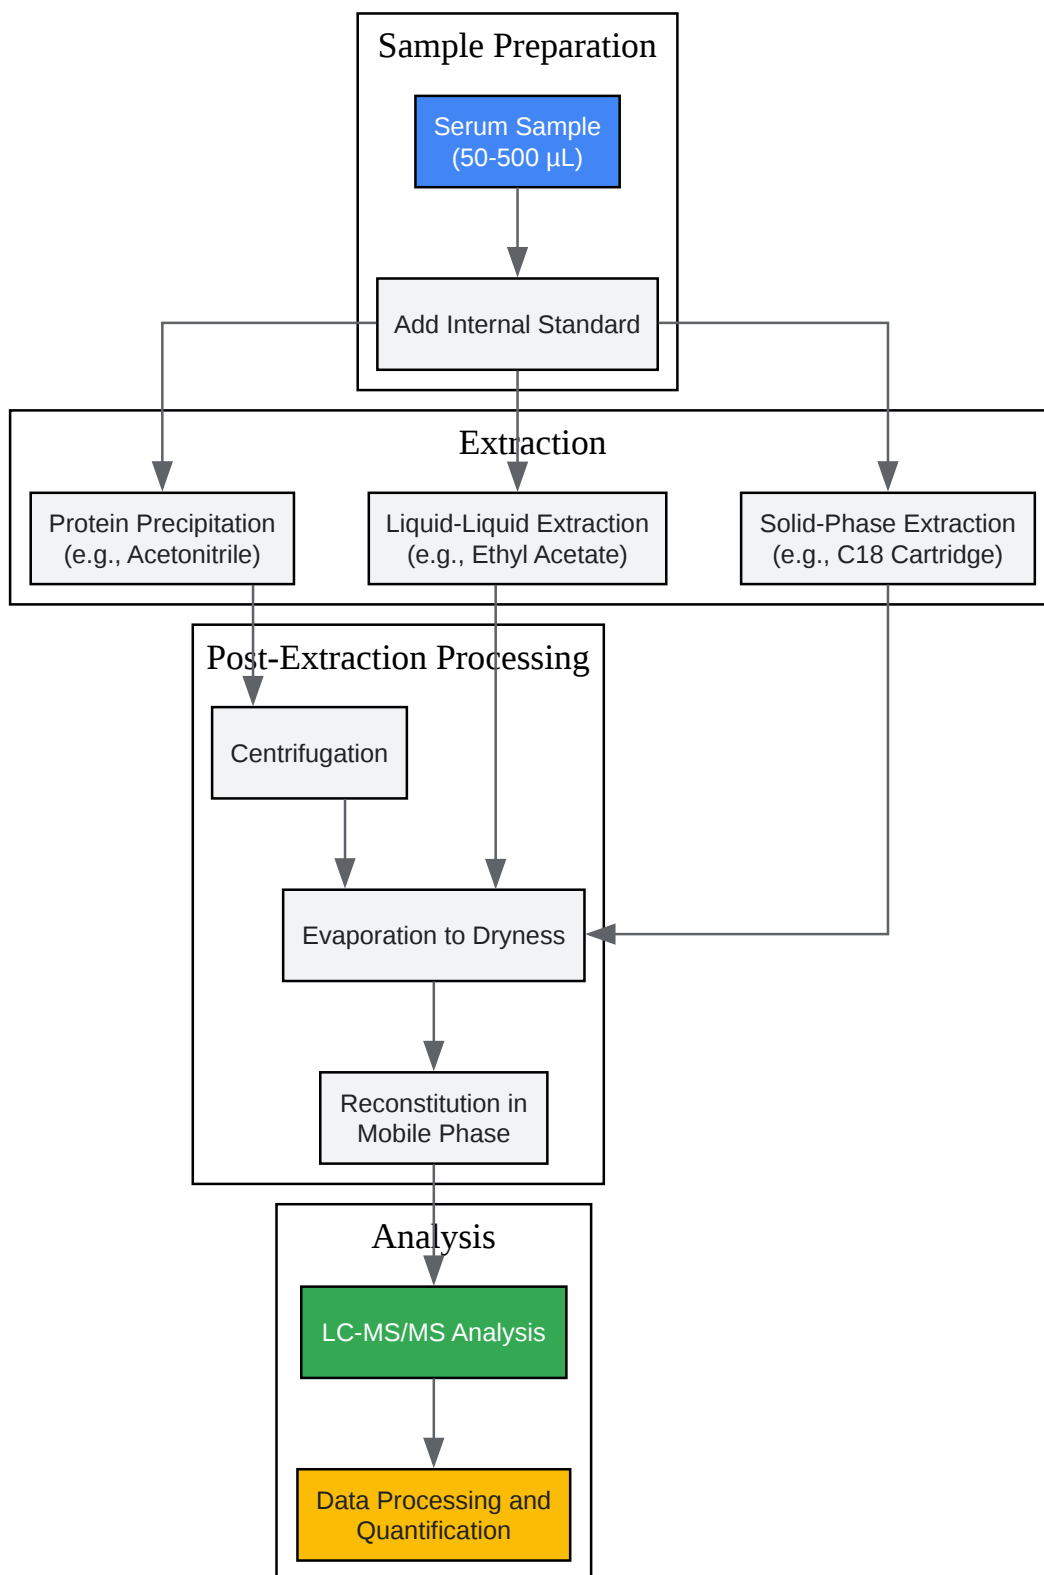 Sample Preparation
Serum Sample
(50-500 µL)
Add Internal Standard
Extraction
Protein Precipitation
(e.g., Acetonitrile)
Liquid-Liquid Extraction
(e.g., Ethyl Acetate)
Solid-Phase Extraction
(e.g., C18 Cartridge)
Post-Extraction Processing
Centrifugation
Evaporation to Dryness
Reconstitution in
Mobile Phase
Analysis
LC-MS/MS Analysis
Data Processing and
Quantification